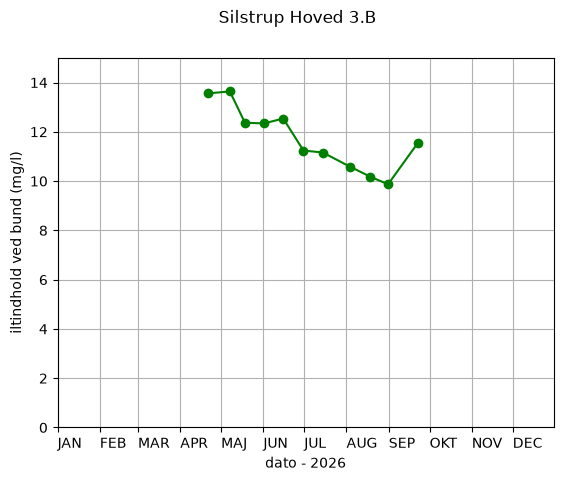 Silstrup Hoved 3.B
iltindhold ved bund (mg/l)
14
12
10
8
6
4
2
0
JAN FEB MAR APR MAJ JUN JUL AUG SEP OKT NOV DEC
dato - 2026